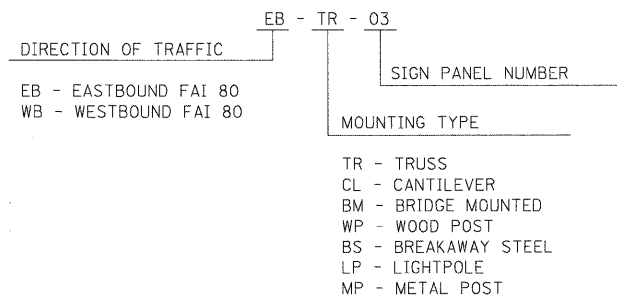 EB - TR - 03
DIRECTION OF TRAFFIC
EB - EASTBOUND FAI 80
WB - WESTBOUND FAI 80
SIGN PANEL NUMBER
MOUNTING TYPE
TR - TRUSS
CL - CANTILEVER
BM - BRIDGE MOUNTED
WP - WOOD POST
BS - BREAKAWAY STEEL
LP - LIGHTPOLE
MP - METAL POST